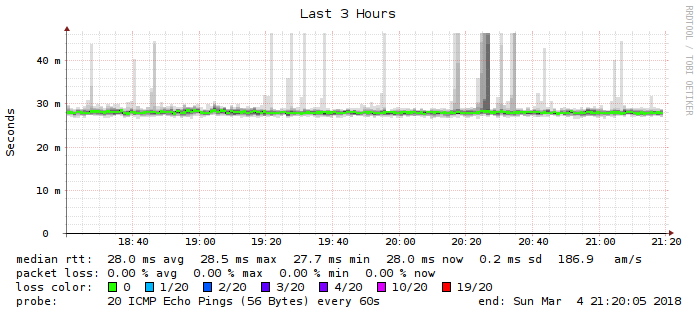 Last 3 Hours
RRDTOOL / TOBI OETIKER
Seconds
40 m
30 m
20 m
10 m
0
18:40 19:00 19:20 19:40 20:00 20:20 20:40 21:00 21:20
median rtt: 28.0 ms avg 28.5 ms max 27.7 ms min 28.0 ms now 0.2 ms sd 186.9 am/s
packet loss: 0.00 % avg 0.00 % max 0.00 % min 0.00 % now
loss color: 0 1/20 2/20 3/20 4/20 10/20 19/20
probe: 20 ICMP Echo Pings (56 Bytes) every 60s end: Sun Mar 4 21:20:05 2018